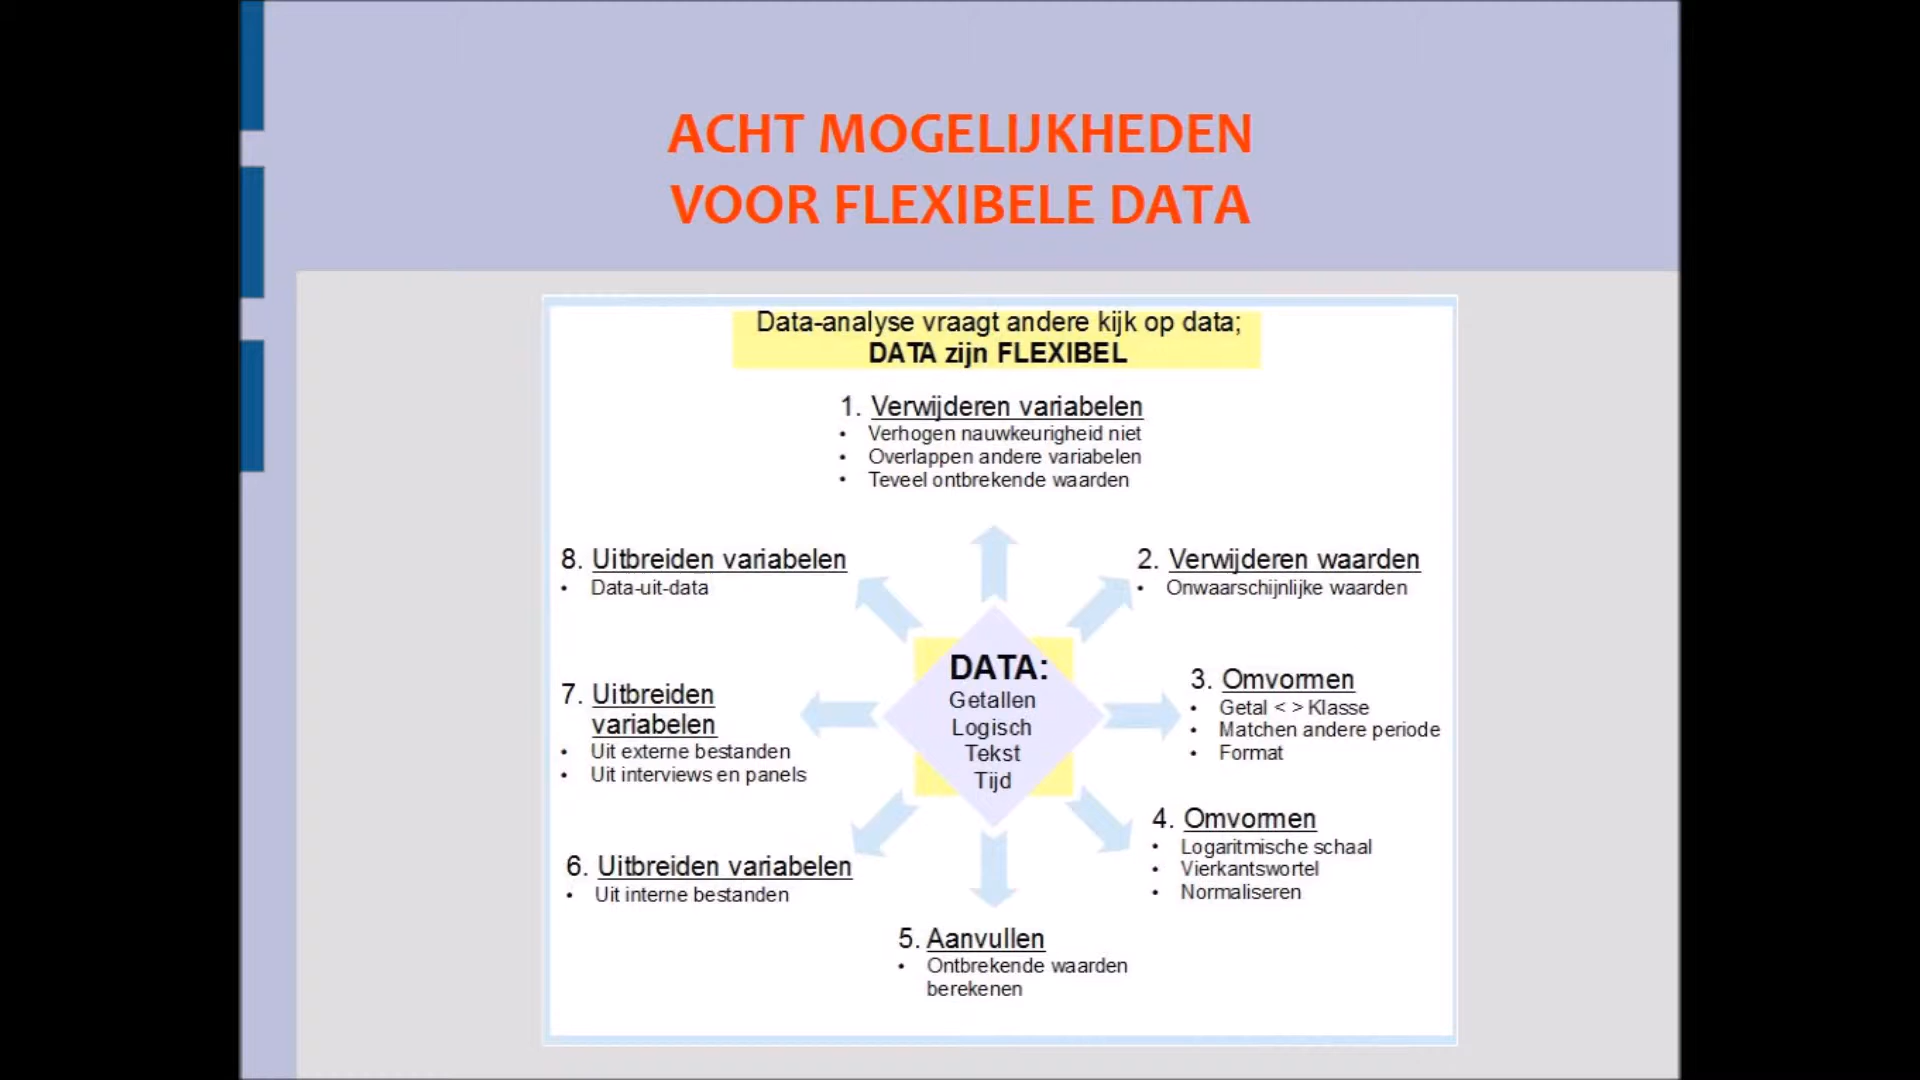 ACHT MOGELIJKHEDEN
VOOR FLEXIBELE DATA
Data-analyse vraagt andere kijk op data;
DATA zijn FLEXIBEL
1. Verwijderen variabelen
• Verhogen nauwkeurigheid niet
• Overlappen andere variabelen
• Teveel ontbrekende waarden
2. Verwijderen waarden
• Onwaarschijnlijke waarden
3. Omvormen
• Getal < > Klasse
• Matchen andere periode
• Format
4. Omvormen
• Logaritmische schaal
• Vierkantswortel
• Normaliseren
5. Aanvullen
• Ontbrekende waarden
berekenen
6. Uitbreiden variabelen
• Uit interne bestanden
7. Uitbreiden
variabelen
• Uit externe bestanden
• Uit interviews en panels
8. Uitbreiden variabelen
• Data-uit-data
DATA:
Getallen
Logisch
Tekst
Tijd